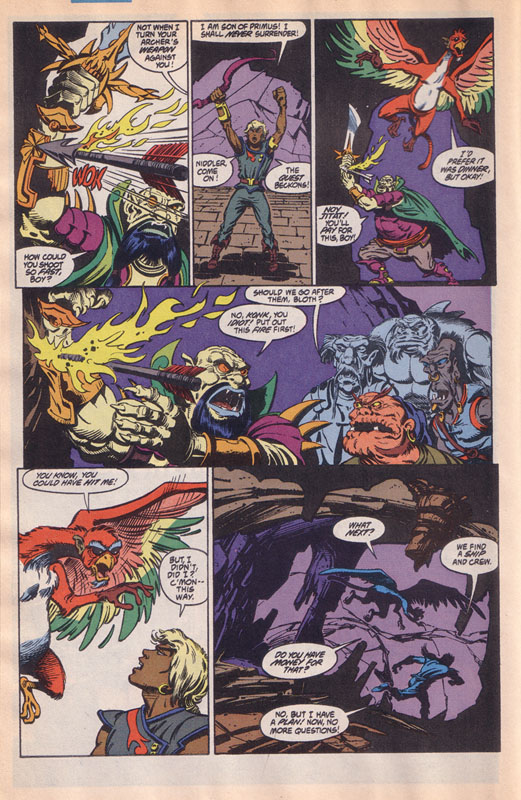 NOT WHEN I
TURN YOUR
ARCHER'S
WEAPON
AGAINST
YOU!
WOK
HOW COULD
YOU SHOOT
SO FAST,
BOY?
I AM SON OF PRIMUS! I
SHALL NEVER SURRENDER!
NIDDLER,
COME
ON!
THE
QUEST
BECKONS!
I'D
PREFER IT
WAS DINNER,
BUT OKAY!
NOY
JITAT!
YOU'LL
PAY FOR
THIS, BOY!
SHOULD WE GO AFTER
THEM, BLOTH?
NO, KONK, YOU
IDIOT! PUT OUT
THIS FIRE FIRST!
YOU KNOW, YOU
COULD HAVE HIT ME!
BUT, I
DIDN'T,
DID I?
C'MON--
THIS
WAY.
WHAT
NEXT?
WE FIND
A SHIP
AND CREW.
DO YOU HAVE
MONEY FOR
THAT?
NO, BUT I HAVE
A PLAN! NOW, NO
MORE QUESTIONS!